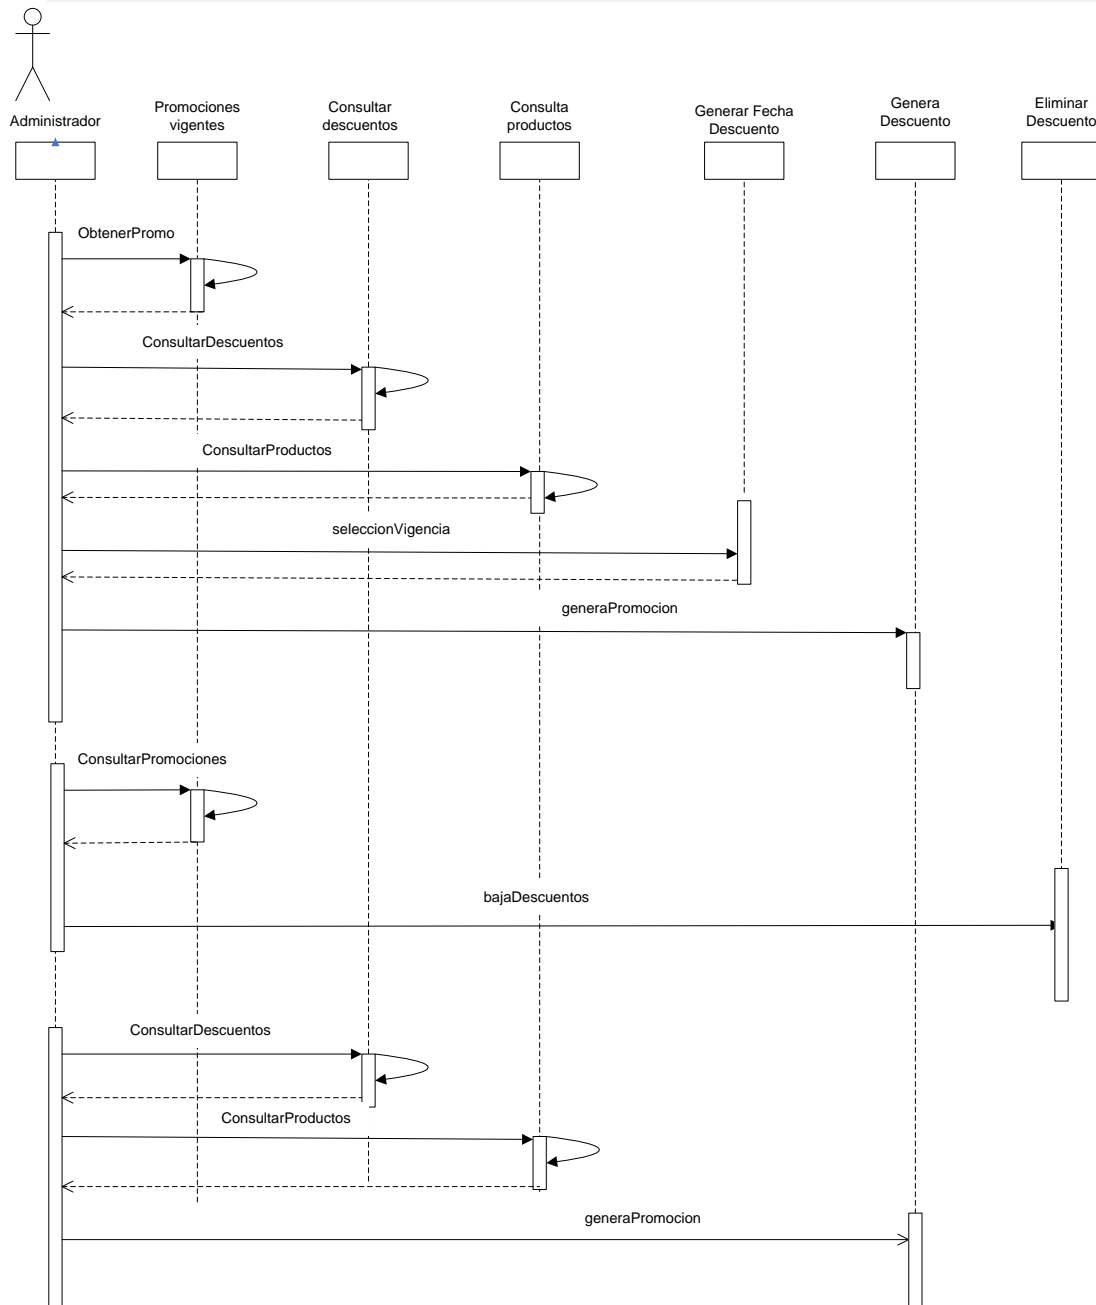 Administrador
Promociones
vigentes
Consultar
descuentos
Consulta
productos
Generar Fecha
Descuento
Genera
Descuento
Eliminar
Descuento
ObtenerPromo
ConsultarDescuentos
ConsultarProductos
seleccionVigencia
generaPromocion
ConsultarPromociones
bajaDescuentos
ConsultarDescuentos
ConsultarProductos
generaPromocion